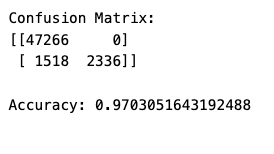 Confusion Matrix:
[[47266     0]
 [ 1518  2336]]
Accuracy: 0.9703051643192488